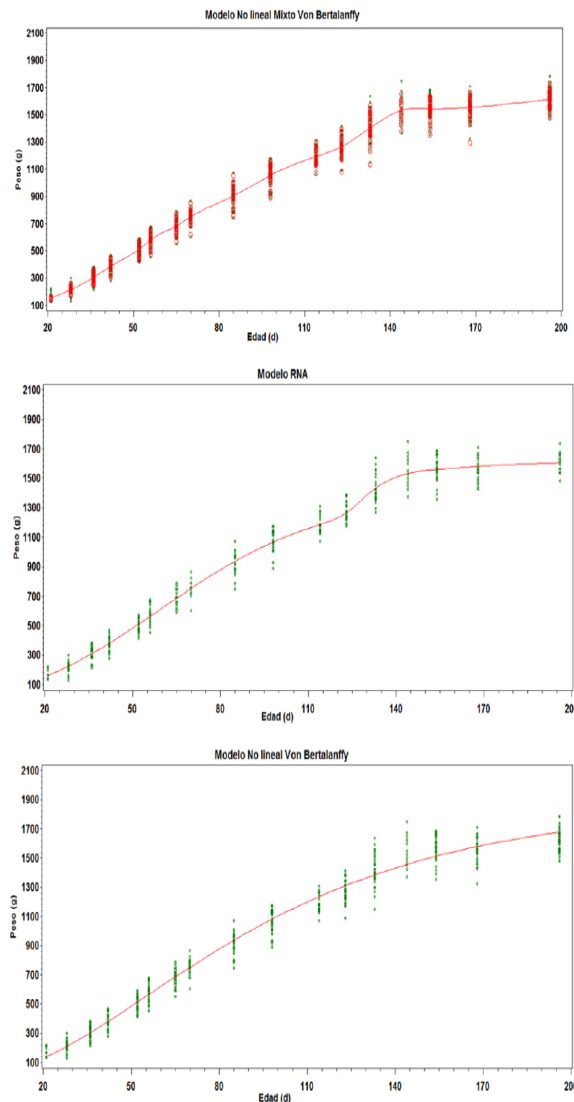 Modelo No lineal Mixto Von Bertalanffy
2100
1900
1700
1500
1300
1100
900
700
500
300
100
Peso (g)
20 50 80 110 140 170 200
Edad (d)
Modelo RNA
2100
1900
1700
1500
1300
1100
900
700
500
300
100
Peso (g)
20 50 80 110 140 170 20
Edad (d)
Modelo No lineal Von Bertalanffy
2100
1900
1700
1500
1300
1100
900
700
500
300
100
Peso (g)
20 50 80 110 140 170 20
Edad (d)